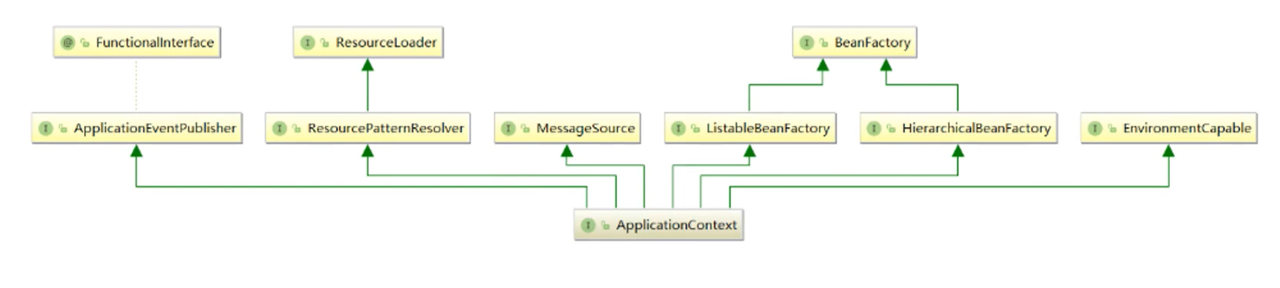 FunctionalInterface
ResourceLoader
BeanFactory
ApplicationEventPublisher
ResourcePatternResolver
MessageSource
ListableBeanFactory
HierarchicalBeanFactory
EnvironmentCapable
ApplicationContext